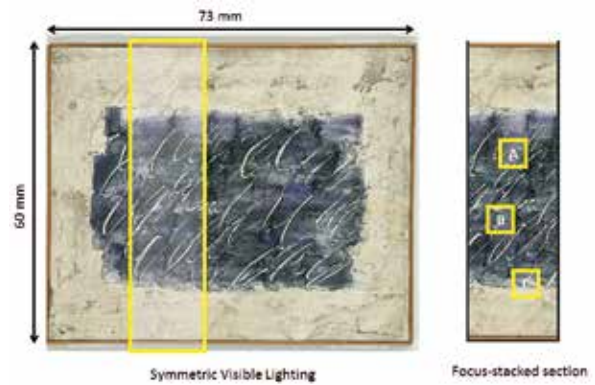 73 mm
60 mm
A
B
C
Symmetric Visible Lighting
Focus-stacked section